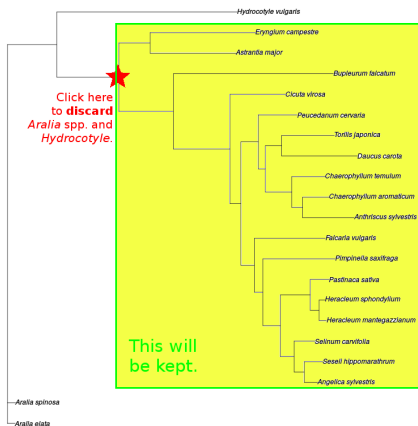 Hydrocotyle vulgaris
Eryngium campestre
Astrantia major
Bupleurum falcatum
Click here
to discard
Aralia spp. and
Hydrocotyle.
Cicuta virosa
Peucedanum cervaria
Torilis japonica
Daucus carota
Chaerophyllum temulum
Chaerophyllum aromaticum
Anthriscus sylvestris
Falcaria vulgaris
Pimpinella saxifraga
Pastinaca sativa
Heracleum sphondylium
Heracleum mantegazzianum
This will
be kept.
Selinum carvifolia
Seseli hippomarathrum
Angelica sylvestris
Aralia spinosa
Aralia elata